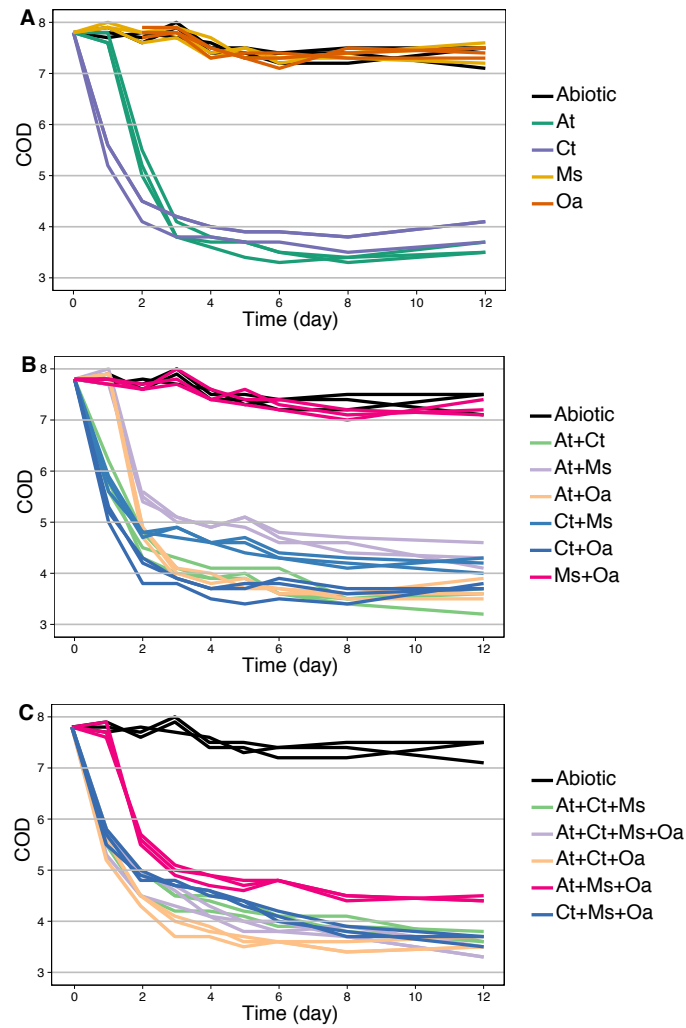 A
8
7
6
5
4
3
COD
0
2
4
6
8
10
12
Time (day)
Abiotic
At
Ct
Ms
Oa
B
8
7
6
5
4
3
COD
0
2
4
6
8
10
12
Time (day)
Abiotic
At+Ct
At+Ms
At+Oa
Ct+Ms
Ct+Oa
Ms+Oa
C
8
7
6
5
4
3
COD
0
2
4
6
8
10
12
Time (day)
Abiotic
At+Ct+Ms
At+Ct+Ms+Oa
At+Ct+Oa
At+Ms+Oa
Ct+Ms+Oa